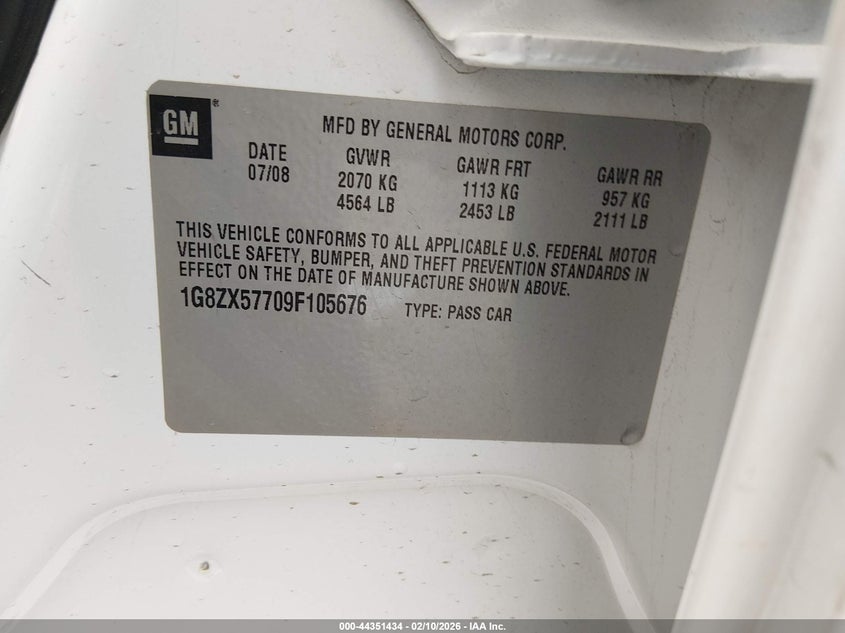 GM®
MFD BY GENERAL MOTORS CORP.
DATE GVWR GAWR FRT GAWR RR
07/08 2070 KG 1113 KG 957 KG
4564 LB 2453 LB 2111 LB
THIS VEHICLE CONFORMS TO ALL APPLICABLE U.S. FEDERAL MOTOR
VEHICLE SAFETY, BUMPER, AND THEFT PREVENTION STANDARDS IN
EFFECT ON THE DATE OF MANUFACTURE SHOWN ABOVE.
1G8ZX57709F105676 TYPE: PASS CAR
000-44351434 - 02/10/2026 - IAA Inc.